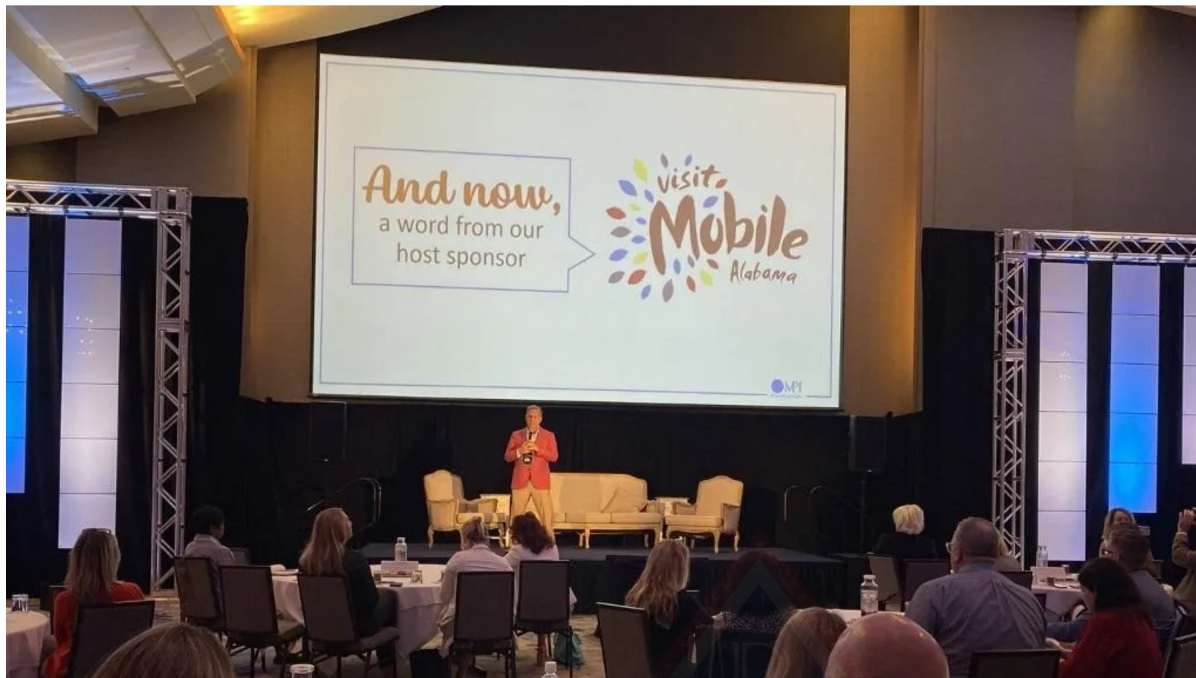 And now,
a word from our
host sponsor
visit
Mobile
Alabama
MPI